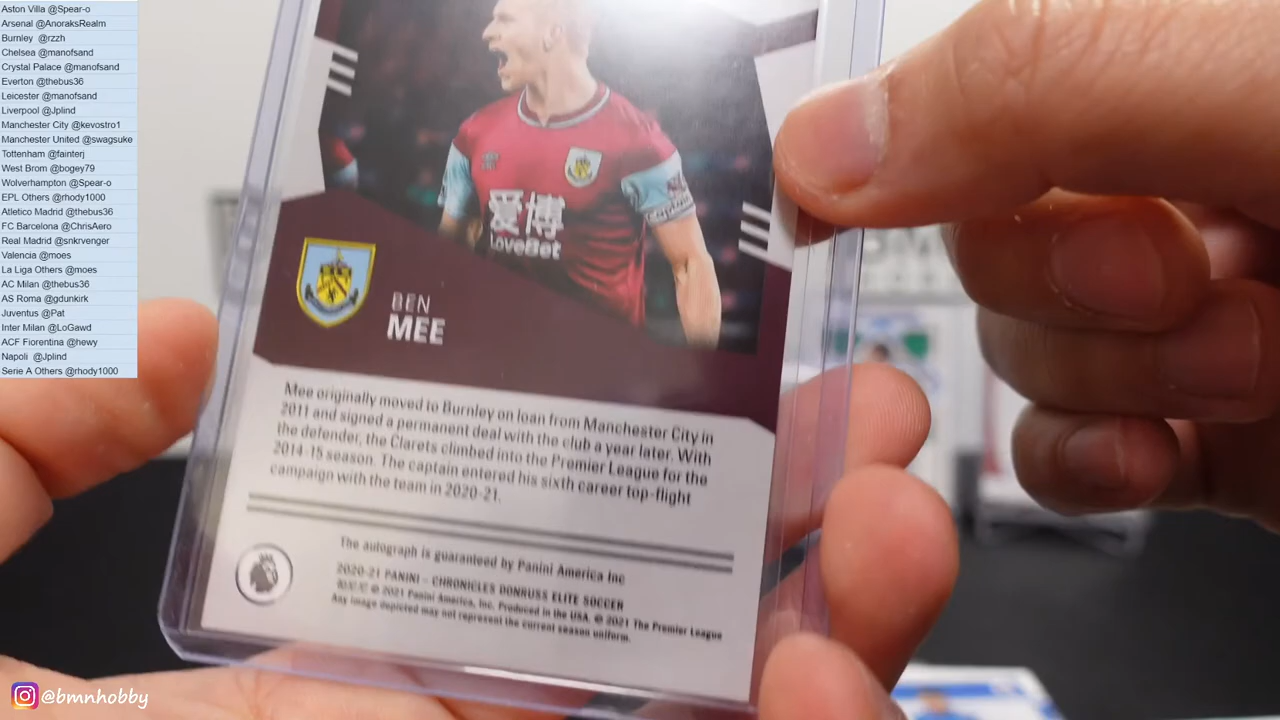 Aston Villa @Spear-o
Arsenal @AnoraksRealm
Burnley @rzzh
Chelsea @manofsand
Crystal Palace @manofsand
Everton @thebus36
Leicester @manofsand
Liverpool @Jplind
Manchester City @kevostro1
Manchester United @swagsuke
Tottenham @fainterj
West Brom @bogey79
Wolverhampton @Spear-o
EPL Others @rhody1000
Atletico Madrid @thebus36
FC Barcelona @ChrisAero
Real Madrid @snkrvenger
Valencia @moes
La Liga Others @moes
AC Milan @thebus36
AS Roma @gdunkirk
Juventus @Pat
Inter Milan @LoGawd
ACF Fiorentina @hewy
Napoli @Jplind
Serie A Others @rhody1000
Captain
爱博
LoveBet
BEN
MEE
Mee originally moved to Burnley on loan from Manchester City in
2011 and signed a permanent deal with the club a year later. With
the defender, the Clarets climbed into the Premier League for the
2014-15 season. The captain entered his sixth career top-flight
campaign with the team in 2020-21.
The autograph is guaranteed by Panini America Inc
2020-21 PANINI – CHRONICLES DONRUSS ELITE SOCCER
© 2021 Panini America, Inc. Produced in the USA. © 2021 The Premier League
Any image depicted may not represent the current season uniform.
@bmnhobby